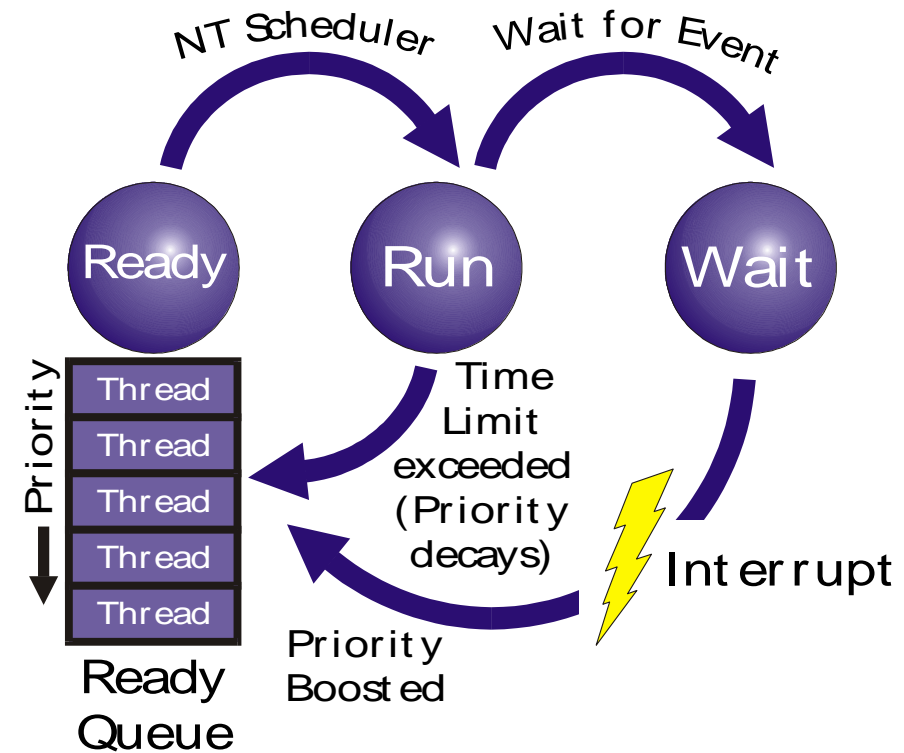 NT Scheduler
Wait for Event
Ready
Run
Wait
Priority
Thread
Thread
Thread
Thread
Thread
Time
Limit
exceeded
(Priority
decays)
Interrupt
Priority
Boosted
Ready
Queue